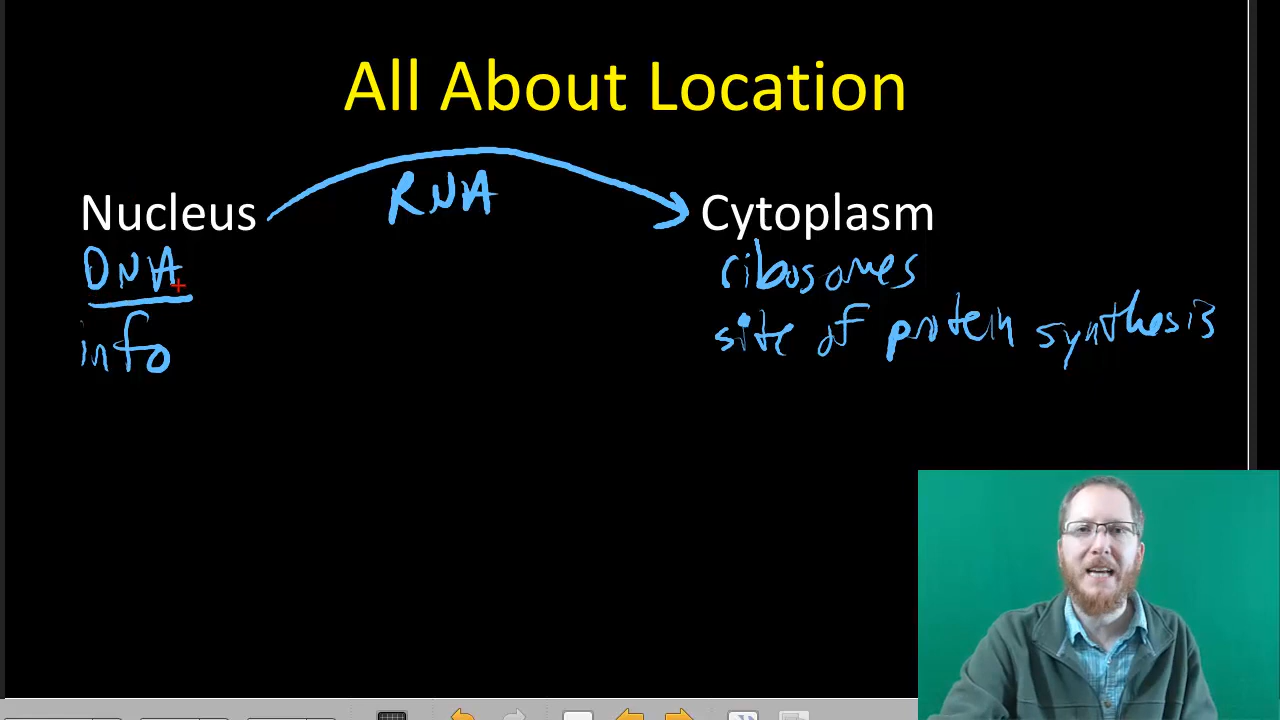 All About Location
RNA
Nucleus
Cytoplasm
DNA
ribosomes
info
site of protein synthesis